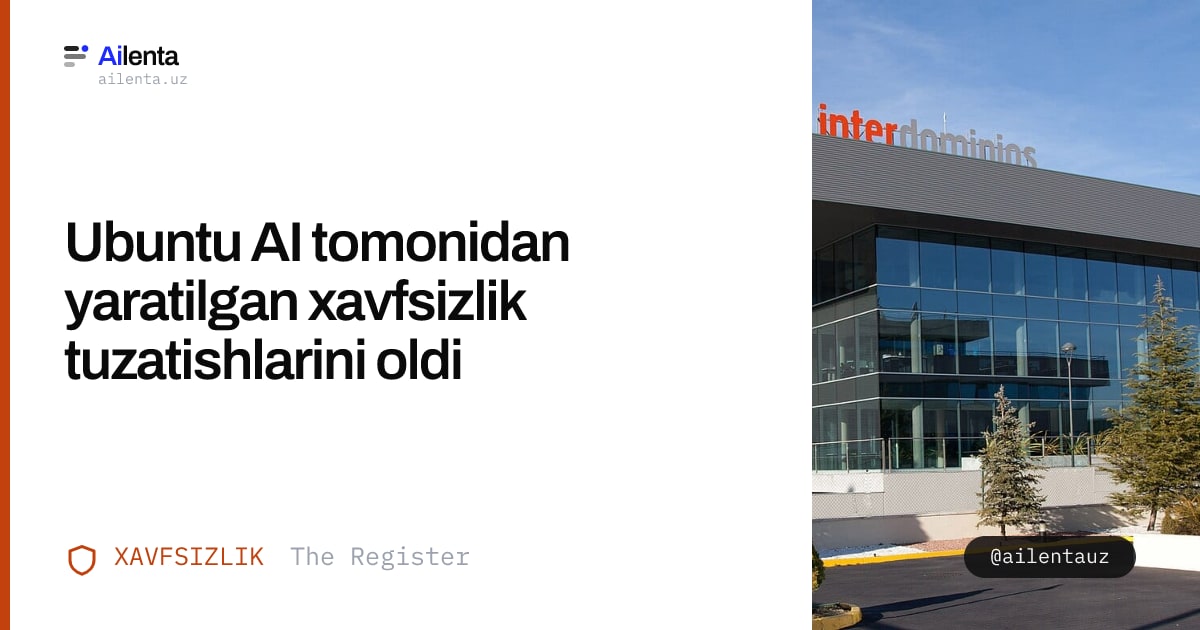 Ailenta
ailenta.uz
interdominios
Ubuntu AI tomonidan
yaratilgan xavfsizlik
tuzatishlarini oldi
XAVFSIZLIK The Register
@ailentauz